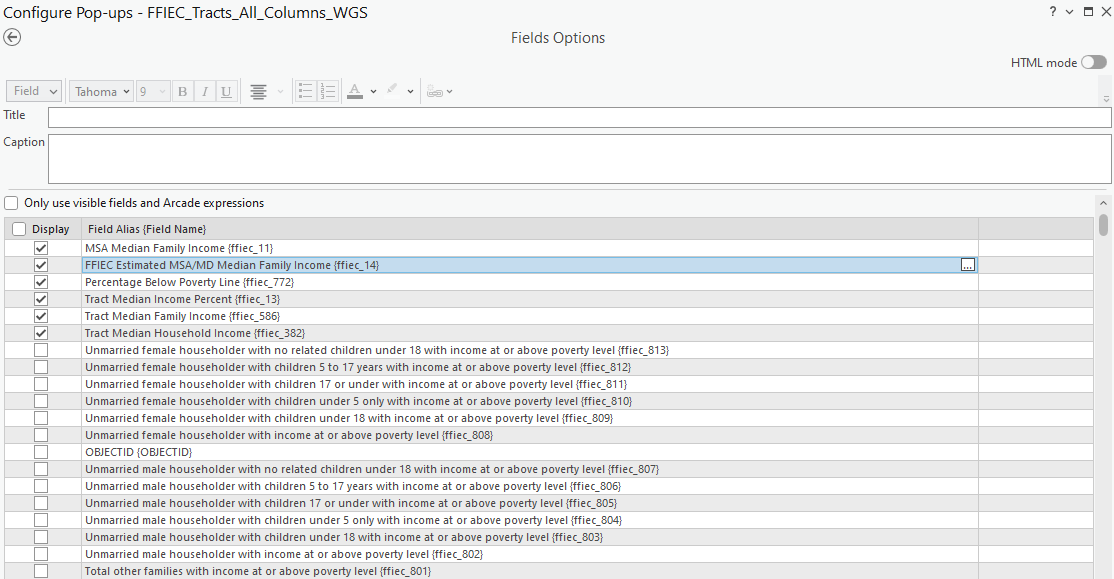 Configure Pop-ups - FFIEC_Tracts_All_Columns_WGS ?
Fields Options
HTML mode
Field Tahoma 9 B I U A
Title
Caption
Only use visible fields and Arcade expressions
Display Field Alias {Field Name}
MSA Median Family Income {ffiec_11}
FFIEC Estimated MSA/MD Median Family Income {ffiec_14} ...
Percentage Below Poverty Line {ffiec_772}
Tract Median Income Percent {ffiec_13}
Tract Median Family Income {ffiec_586}
Tract Median Household Income {ffiec_382}
Unmarried female householder with no related children under 18 with income at or above poverty level {ffiec_813}
Unmarried female householder with children 5 to 17 years with income at or above poverty level {ffiec_812}
Unmarried female householder with children 17 or under with income at or above poverty level {ffiec_811}
Unmarried female householder with children under 5 only with income at or above poverty level {ffiec_810}
Unmarried female householder with children under 18 with income at or above poverty level {ffiec_809}
Unmarried female householder with income at or above poverty level {ffiec_808}
OBJECTID {OBJECTID}
Unmarried male householder with no related children under 18 with income at or above poverty level {ffiec_807}
Unmarried male householder with children 5 to 17 years with income at or above poverty level {ffiec_806}
Unmarried male householder with children 17 or under with income at or above poverty level {ffiec_805}
Unmarried male householder with children under 5 only with income at or above poverty level {ffiec_804}
Unmarried male householder with children under 18 with income at or above poverty level {ffiec_803}
Unmarried male householder with income at or above poverty level {ffiec_802}
Total other families with income at or above poverty level {ffiec_801}